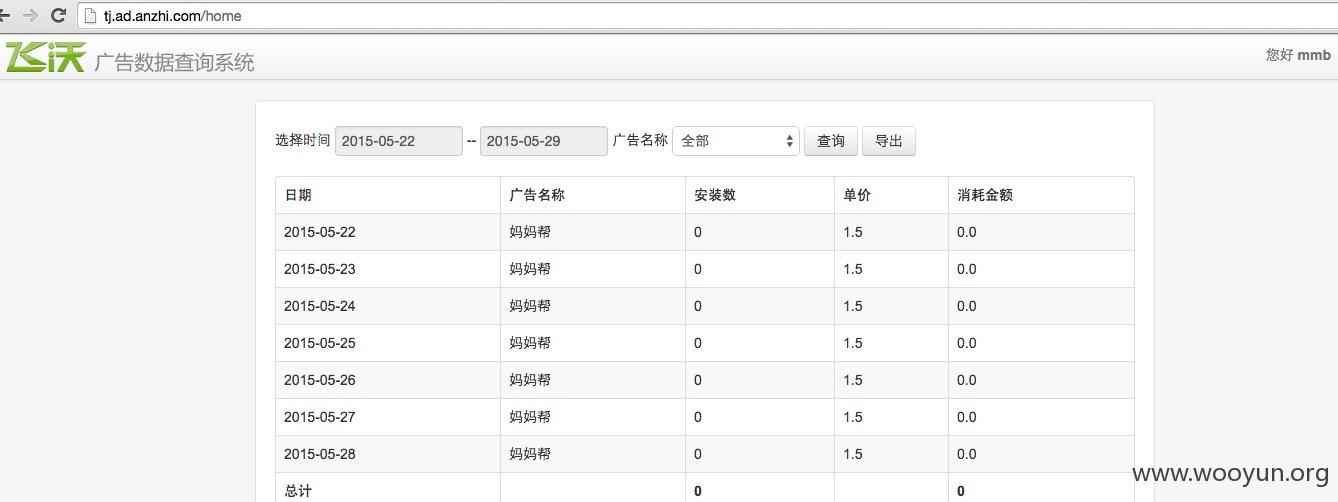 tj.ad.anzhi.com/home
飞沃 广告数据查询系统 您好 mmb
选择时间 2015-05-22 -- 2015-05-29 广告名称 全部 查询 导出
日期 广告名称 安装数 单价 消耗金额
2015-05-22 妈妈帮 0 1.5 0.0
2015-05-23 妈妈帮 0 1.5 0.0
2015-05-24 妈妈帮 0 1.5 0.0
2015-05-25 妈妈帮 0 1.5 0.0
2015-05-26 妈妈帮 0 1.5 0.0
2015-05-27 妈妈帮 0 1.5 0.0
2015-05-28 妈妈帮 0 1.5 0.0
总计 0 0
www.wooyun.org